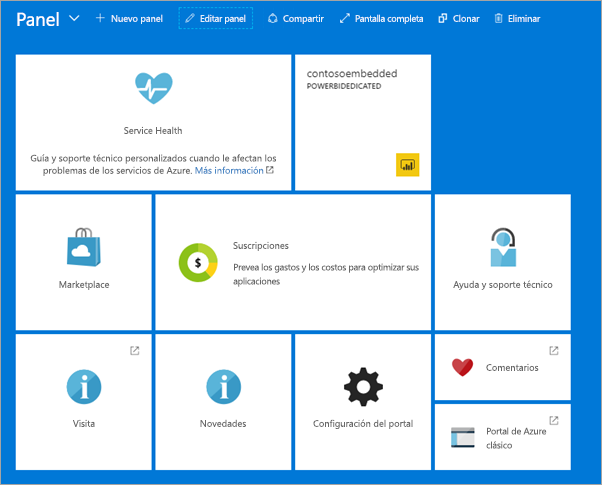 Panel
Nuevo panel
Editar panel
Compartir
Pantalla completa
Clonar
Eliminar
Service Health
Guía y soporte técnico personalizados cuando le afectan los
problemas de los servicios de Azure. Más información
contosoembedded
POWERBIDEDICATED
Marketplace
$
Suscripciones
Prevea los gastos y los costos para optimizar sus
aplicaciones
Ayuda y soporte técnico
Visita
Novedades
Configuración del portal
Comentarios
Portal de Azure
clásico